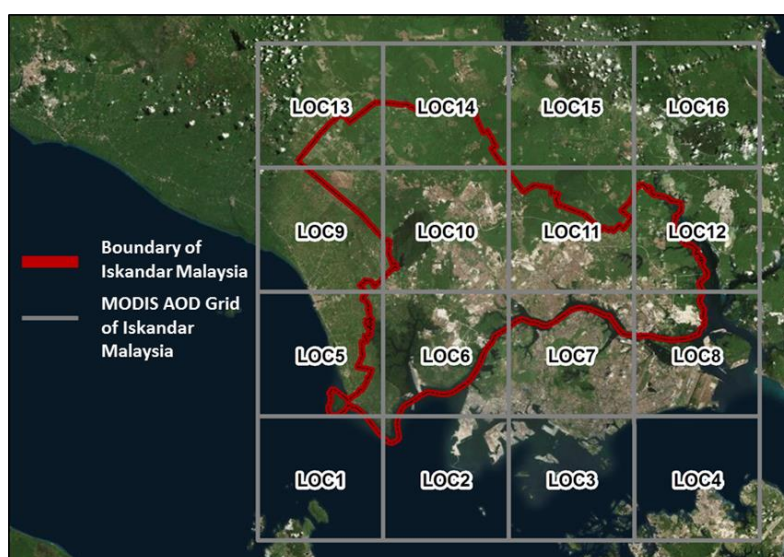 LOC13 LOC14 LOC15 LOC16
LOC9 LOC10 LOC11 LOC12
Boundary of
Iskandar Malaysia
MODIS AOD Grid
of Iskandar
Malaysia
LOC5 LOC6 LOC7 LOC8
LOC1 LOC2 LOC3 LOC4